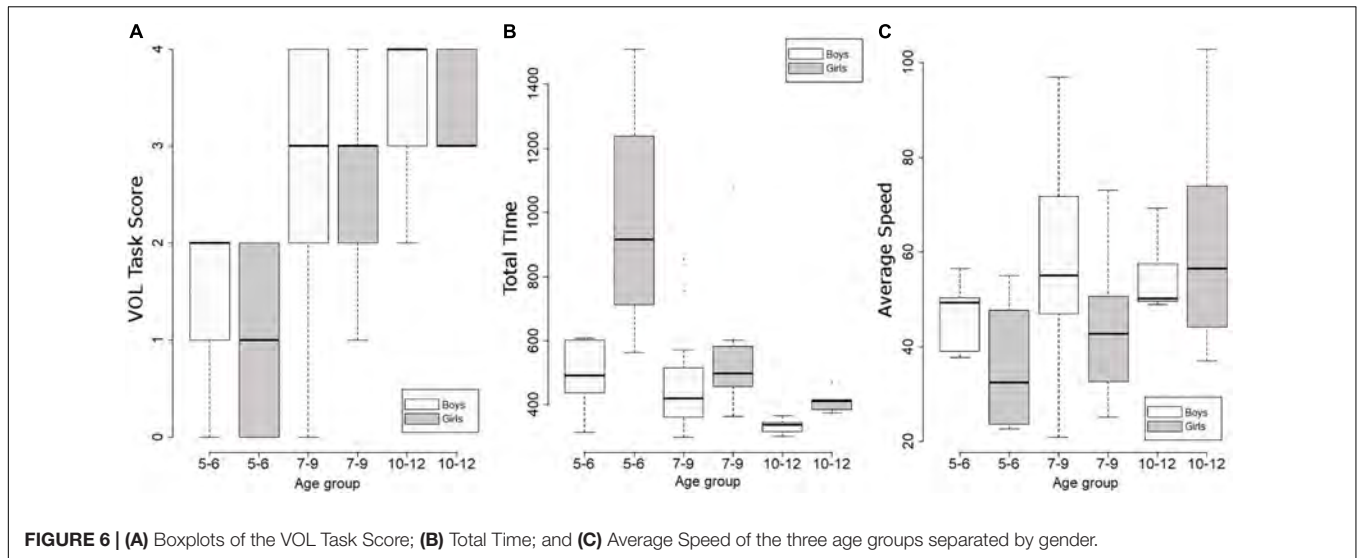 A
VOL Task Score
4
3
2
1
0
Boys
Girls
5-6 5-6 7-9 7-9 10-12 10-12
Age group
B
Total Time
1400
1200
1000
800
600
400
Boys
Girls
5-6 5-6 7-9 7-9 10-12 10-12
Age group
C
Average Speed
100
80
60
40
20
Boys
Girls
5-6 5-6 7-9 7-9 10-12 10-12
Age group
FIGURE 6 | (A) Boxplots of the VOL Task Score; (B) Total Time; and (C) Average Speed of the three age groups separated by gender.